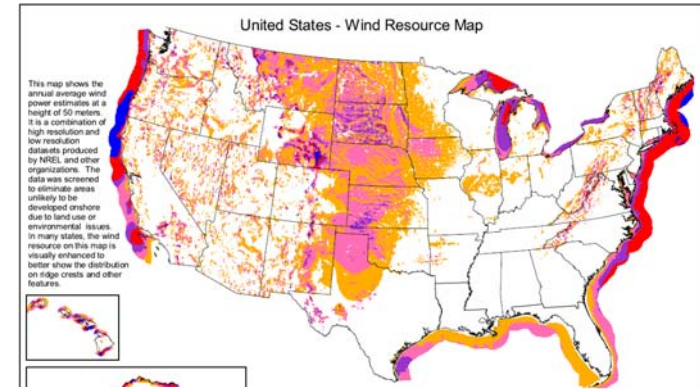 United States - Wind Resource Map
This map shows the
annual average wind
power estimates at a
height of 50 meters.
It is a combination of
high resolution and
low resolution
datasets produced
by NREL and other
organizations. The
data was screened
to eliminate areas
unlikely to be
developed onshore
due to land use or
environmental issues.
In many states, the wind
resource on this map is
visually enhanced to
better show the distribution
on ridge crests and other
features.